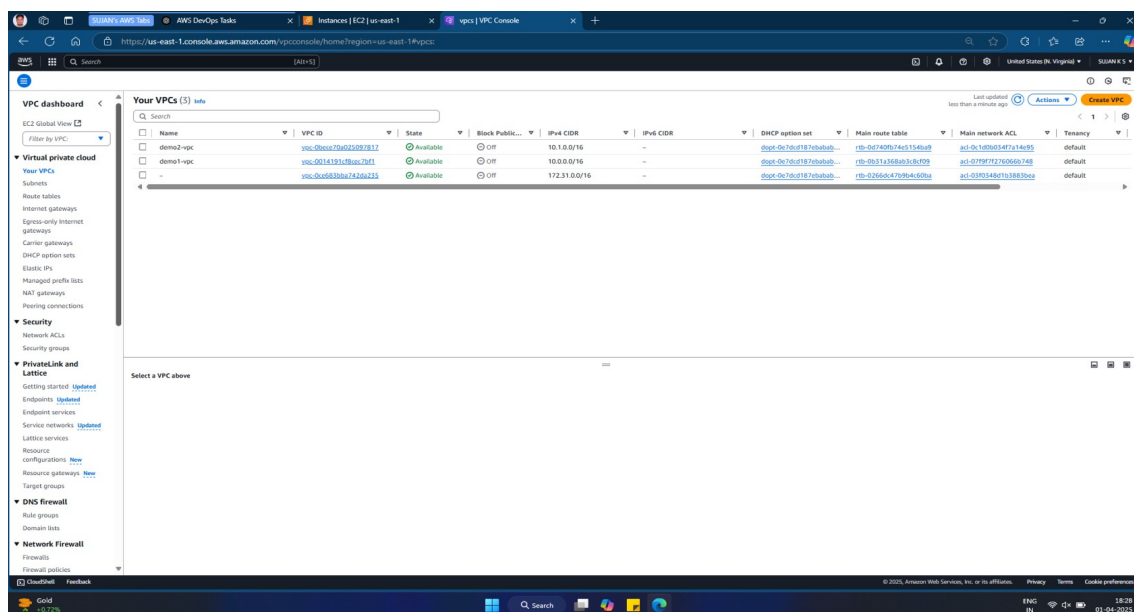 SUJAN's AWS Tabs
AWS DevOps Tasks
Instances | EC2 | us-east-1
vpcs | VPC Console
https://us-east-1.console.aws.amazon.com/vpcconsole/home?region=us-east-1#vpcs:
aws
Search
[Alt+S]
United States (N. Virginia)
SUJAN K S
VPC dashboard
EC2 Global View
Filter by VPC:
Virtual private cloud
Your VPCs
Subnets
Route tables
Internet gateways
Egress-only Internet
gateways
Carrier gateways
DHCP option sets
Elastic IPs
Managed prefix lists
NAT gateways
Peering connections
Security
Network ACLs
Security groups
PrivateLink and
Lattice
Getting started Updated
Endpoints Updated
Endpoint services
Service networks Updated
Lattice services
Resource
configurations New
Resource gateways New
Target groups
DNS firewall
Rule groups
Domain lists
Network Firewall
Firewalls
Firewall policies
Your VPCs (3) Info
Last updated
less than a minute ago
Actions
Create VPC
Search
1
Name VPC ID State Block Public... IPv4 CIDR IPv6 CIDR DHCP option set Main route table Main network ACL Tenancy
demo2-vpc vpc-0bece70a025097817 Available Off 10.1.0.0/16 – dopt-0e7dcd187ebabab... rtb-0d740fb74e5154ba9 acl-0c1d0b034f7a14e95 default
demo1-vpc vpc-0014191cf8cec7bf1 Available Off 10.0.0.0/16 – dopt-0e7dcd187ebabab... rtb-0b31a368ab3c8cf09 acl-07f9f7f276066b748 default
– vpc-0ce683bba742da235 Available Off 172.31.0.0/16 – dopt-0e7dcd187ebabab... rtb-0266dc47b9b4c60ba acl-03f0348d1b3883bea default
Select a VPC above
CloudShell
Feedback
© 2025, Amazon Web Services, Inc. or its affiliates.
Privacy
Terms
Cookie preferences
Gold
+0.72%
Search
ENG
IN
18:28
01-04-2025